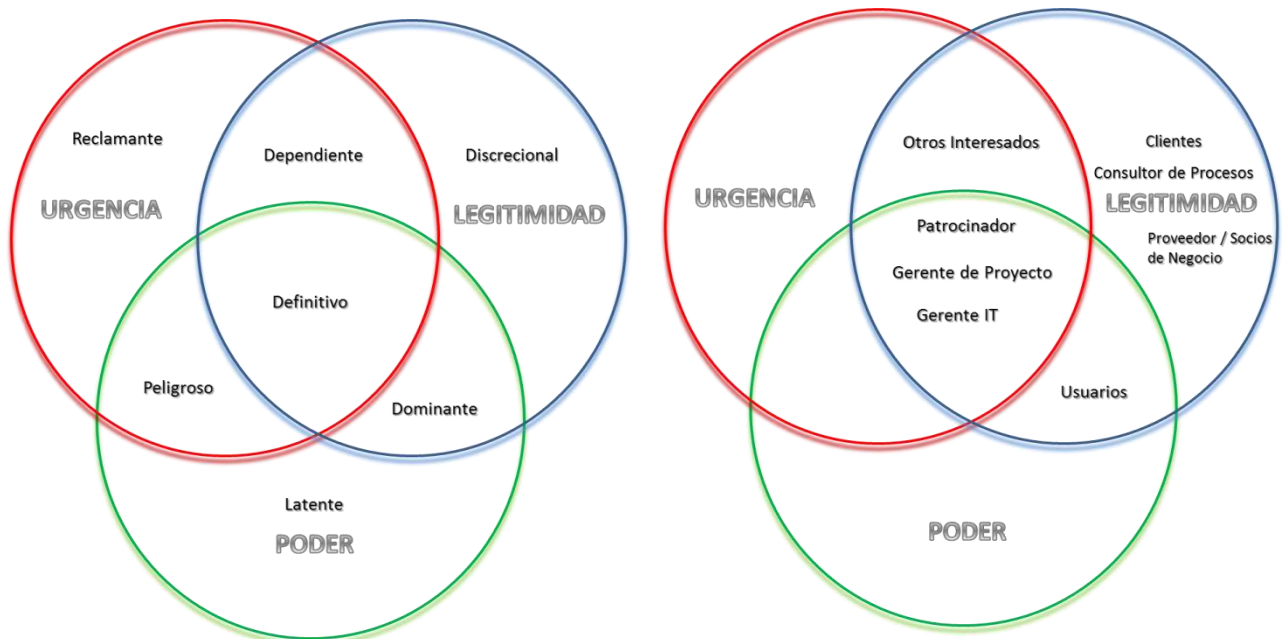 Reclamante
Dependiente
Discrecional
URGENCIA
LEGITIMIDAD
Definitivo
Peligroso
Dominante
Latente
PODER
Otros Interesados
Clientes
Consultor de Procesos
URGENCIA
LEGITIMIDAD
Patrocinador
Proveedor / Socios
de Negocio
Gerente de Proyecto
Gerente IT
Usuarios
PODER